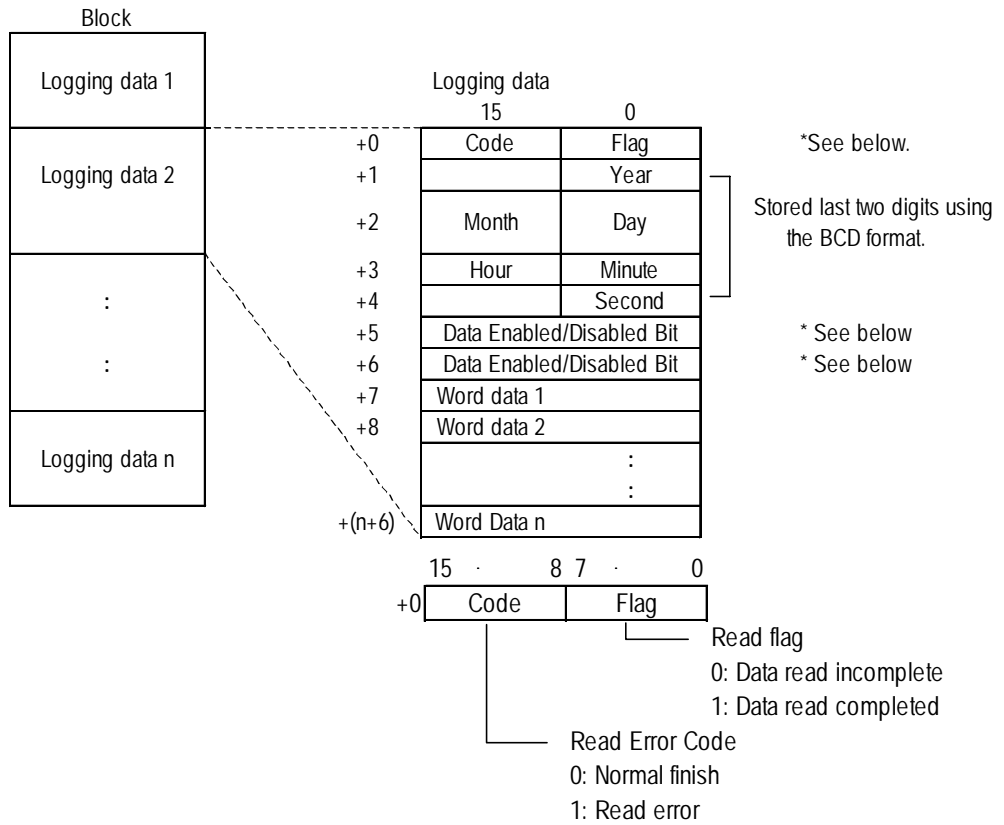 Block
Logging data 1
Logging data 2
:
:
Logging data n
Logging data
15 0
+0 Code Flag *See below.
+1 Year
+2 Month Day
+3 Hour Minute
+4 Second
Stored last two digits using
the BCD format.
+5 Data Enabled/Disabled Bit * See below
+6 Data Enabled/Disabled Bit * See below
+7 Word data 1
+8 Word data 2
:
:
+(n+6) Word Data n
15 · 8 7 · 0
+0 Code Flag
Read flag
0: Data read incomplete
1: Data read completed
Read Error Code
0: Normal finish
1: Read error